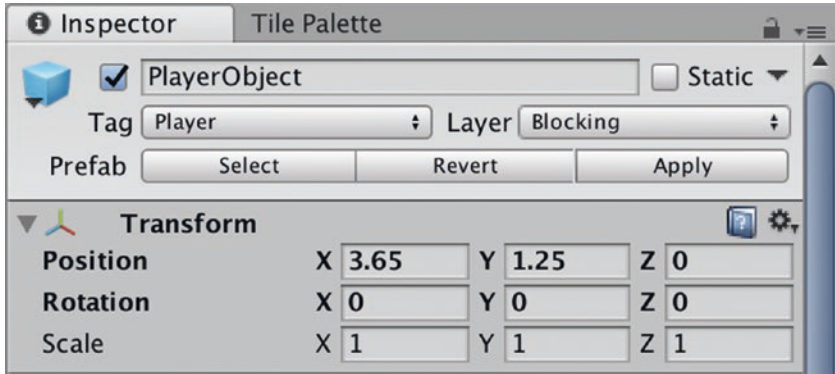 Inspector Tile Palette
PlayerObject Static
Tag Player Layer Blocking
Prefab Select Revert Apply
Transform
Position X 3.65 Y 1.25 Z 0
Rotation X 0 Y 0 Z 0
Scale X 1 Y 1 Z 1